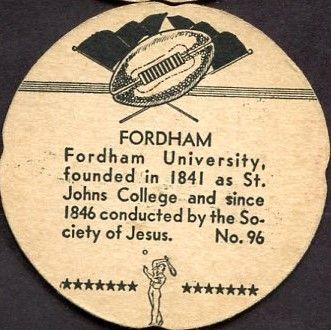 FORDHAM
Fordham University,
founded in 1841 as St.
Johns College and since
1846 conducted by the So-
ciety of Jesus. No. 96